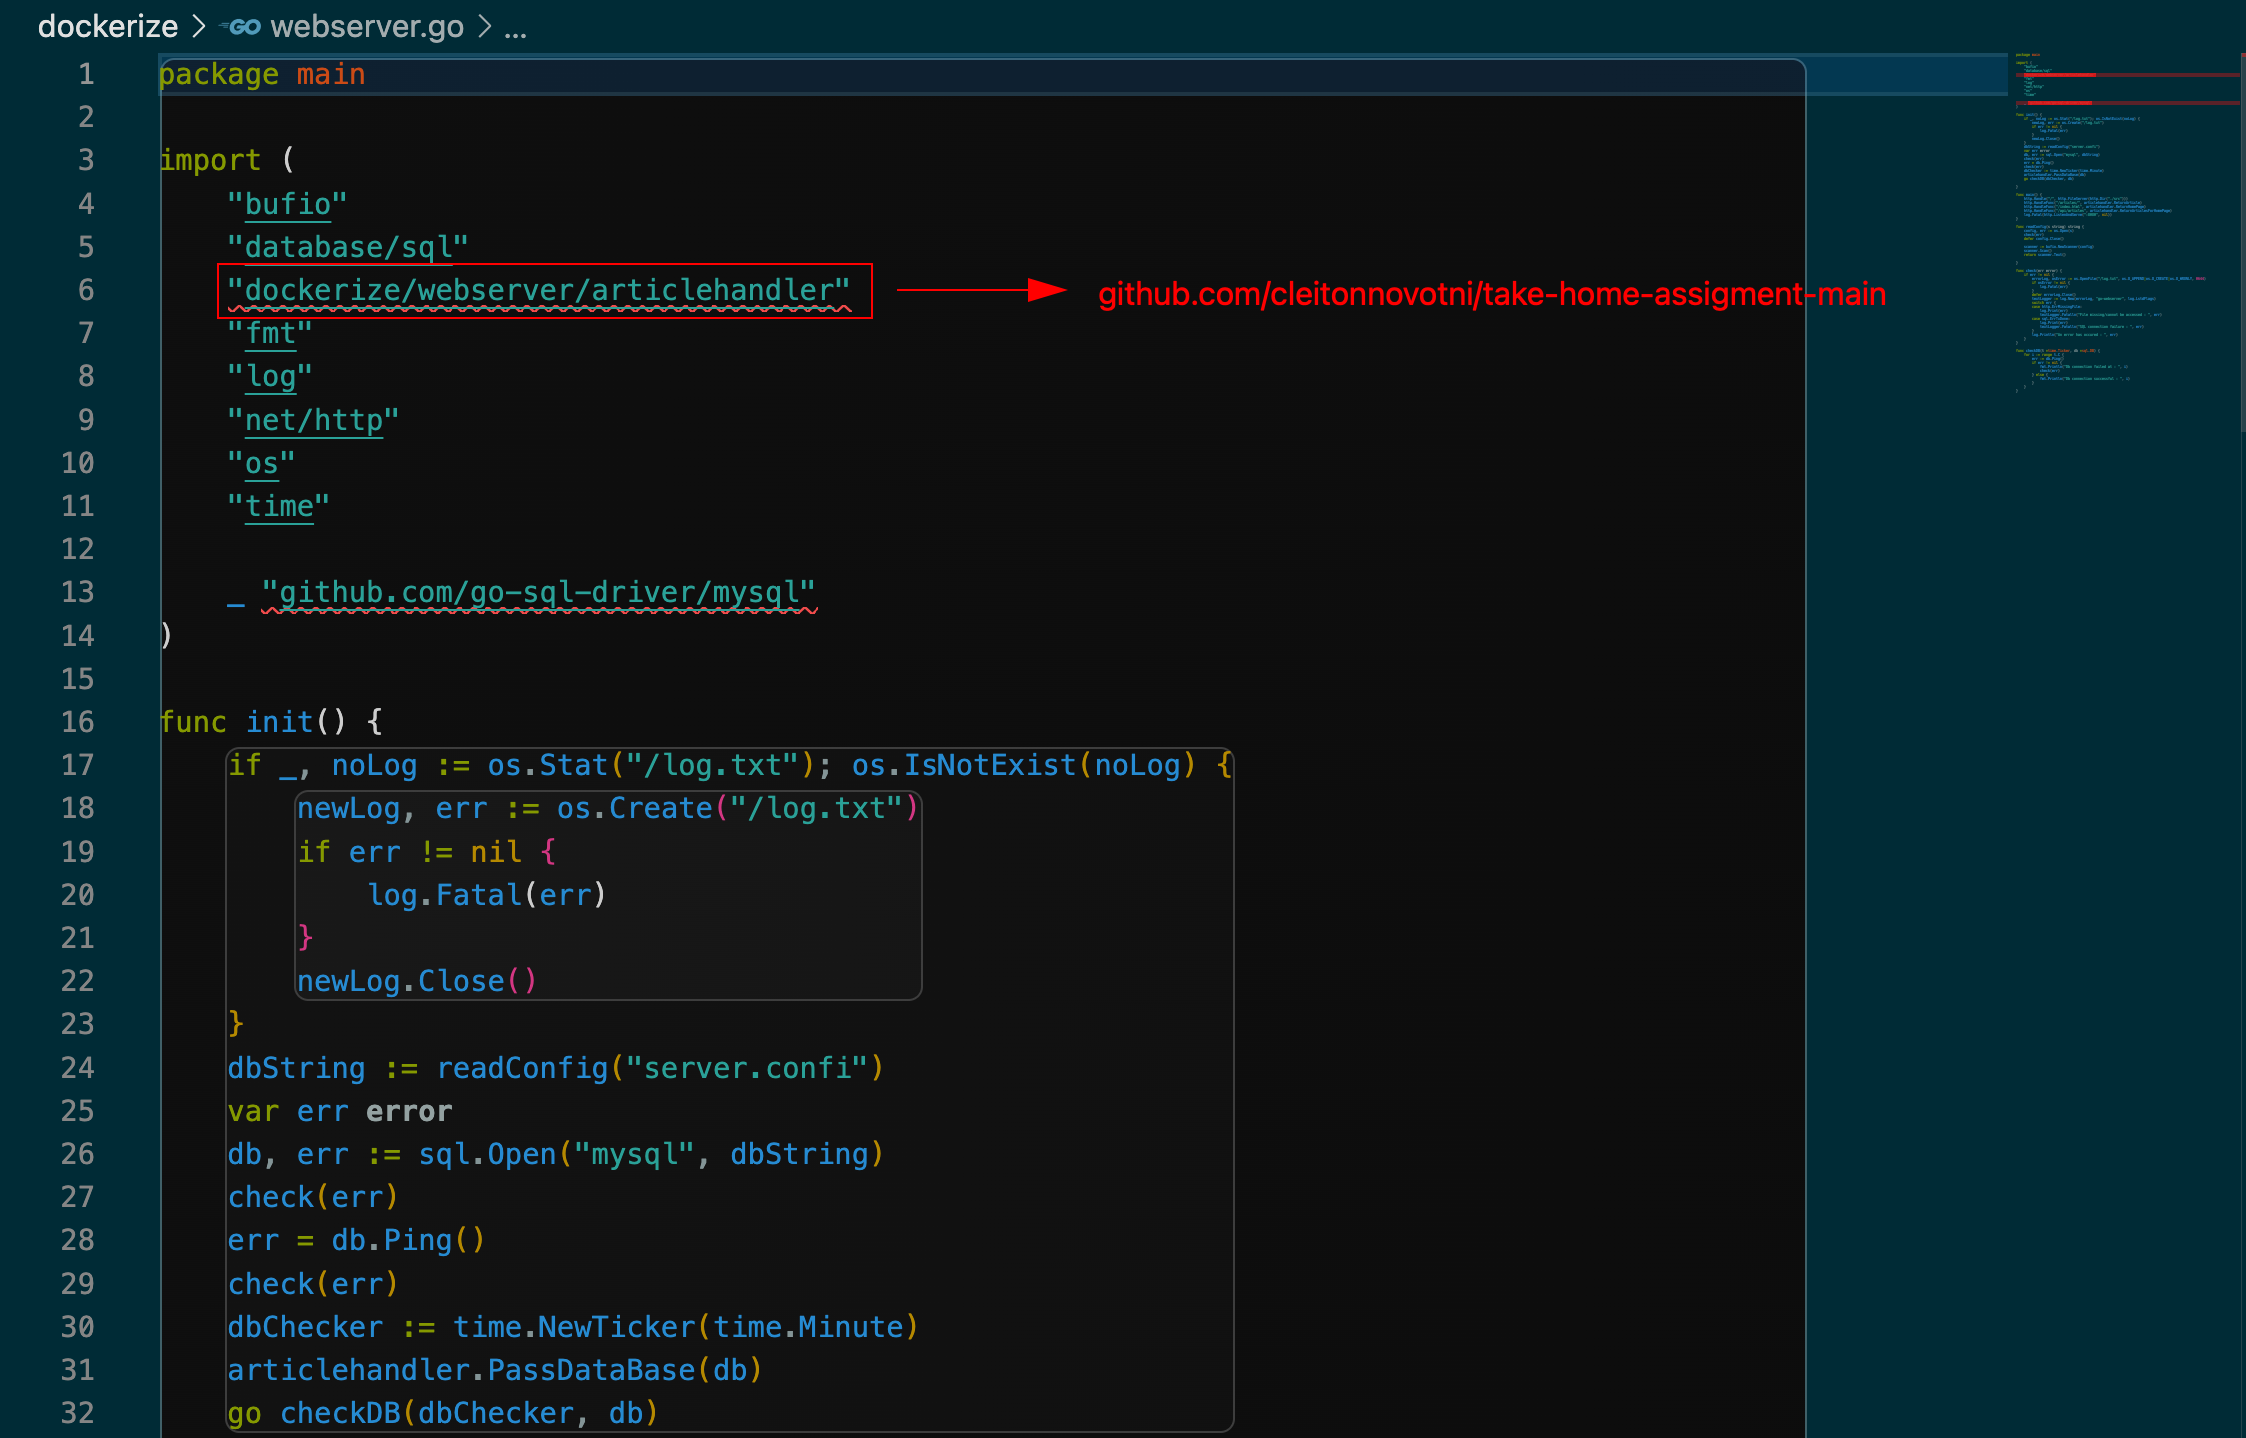 dockerize > GO webserver.go > ...
1 package main
2
3 import (
4 "bufio"
5 "database/sql"
6 "dockerize/webserver/articlehandler" github.com/cleitonnovotni/take-home-assigment-main
7 "fmt"
8 "log"
9 "net/http"
10 "os"
11 "time"
12
13 _ "github.com/go-sql-driver/mysql"
14 )
15
16 func init() {
17 if _, noLog := os.Stat("/log.txt"); os.IsNotExist(noLog) {
18 newLog, err := os.Create("/log.txt")
19 if err != nil {
20 log.Fatal(err)
21 }
22 newLog.Close()
23 }
24 dbString := readConfig("server.confi")
25 var err error
26 db, err := sql.Open("mysql", dbString)
27 check(err)
28 err = db.Ping()
29 check(err)
30 dbChecker := time.NewTicker(time.Minute)
31 articlehandler.PassDataBase(db)
32 go checkDB(dbChecker, db)